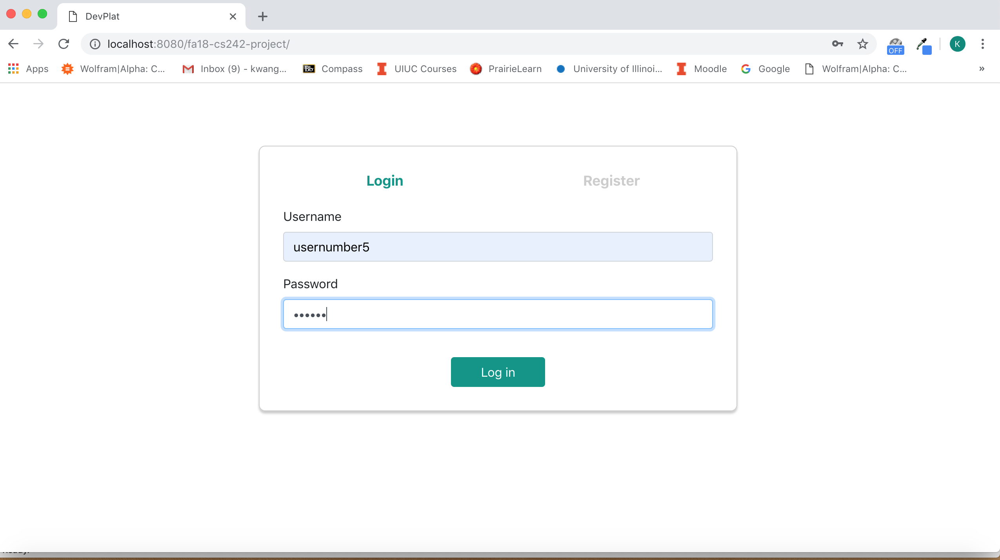 DevPlat
localhost:8080/fa18-cs242-project/
OFF
K
Apps
Wolfram|Alpha: C...
Inbox (9) - kwang...
Bb
Compass
UIUC Courses
PrairieLearn
University of Illinoi...
Moodle
Google
Wolfram|Alpha: C...
»
Login
Register
Username
usernumber5
Password
••••••
Log in